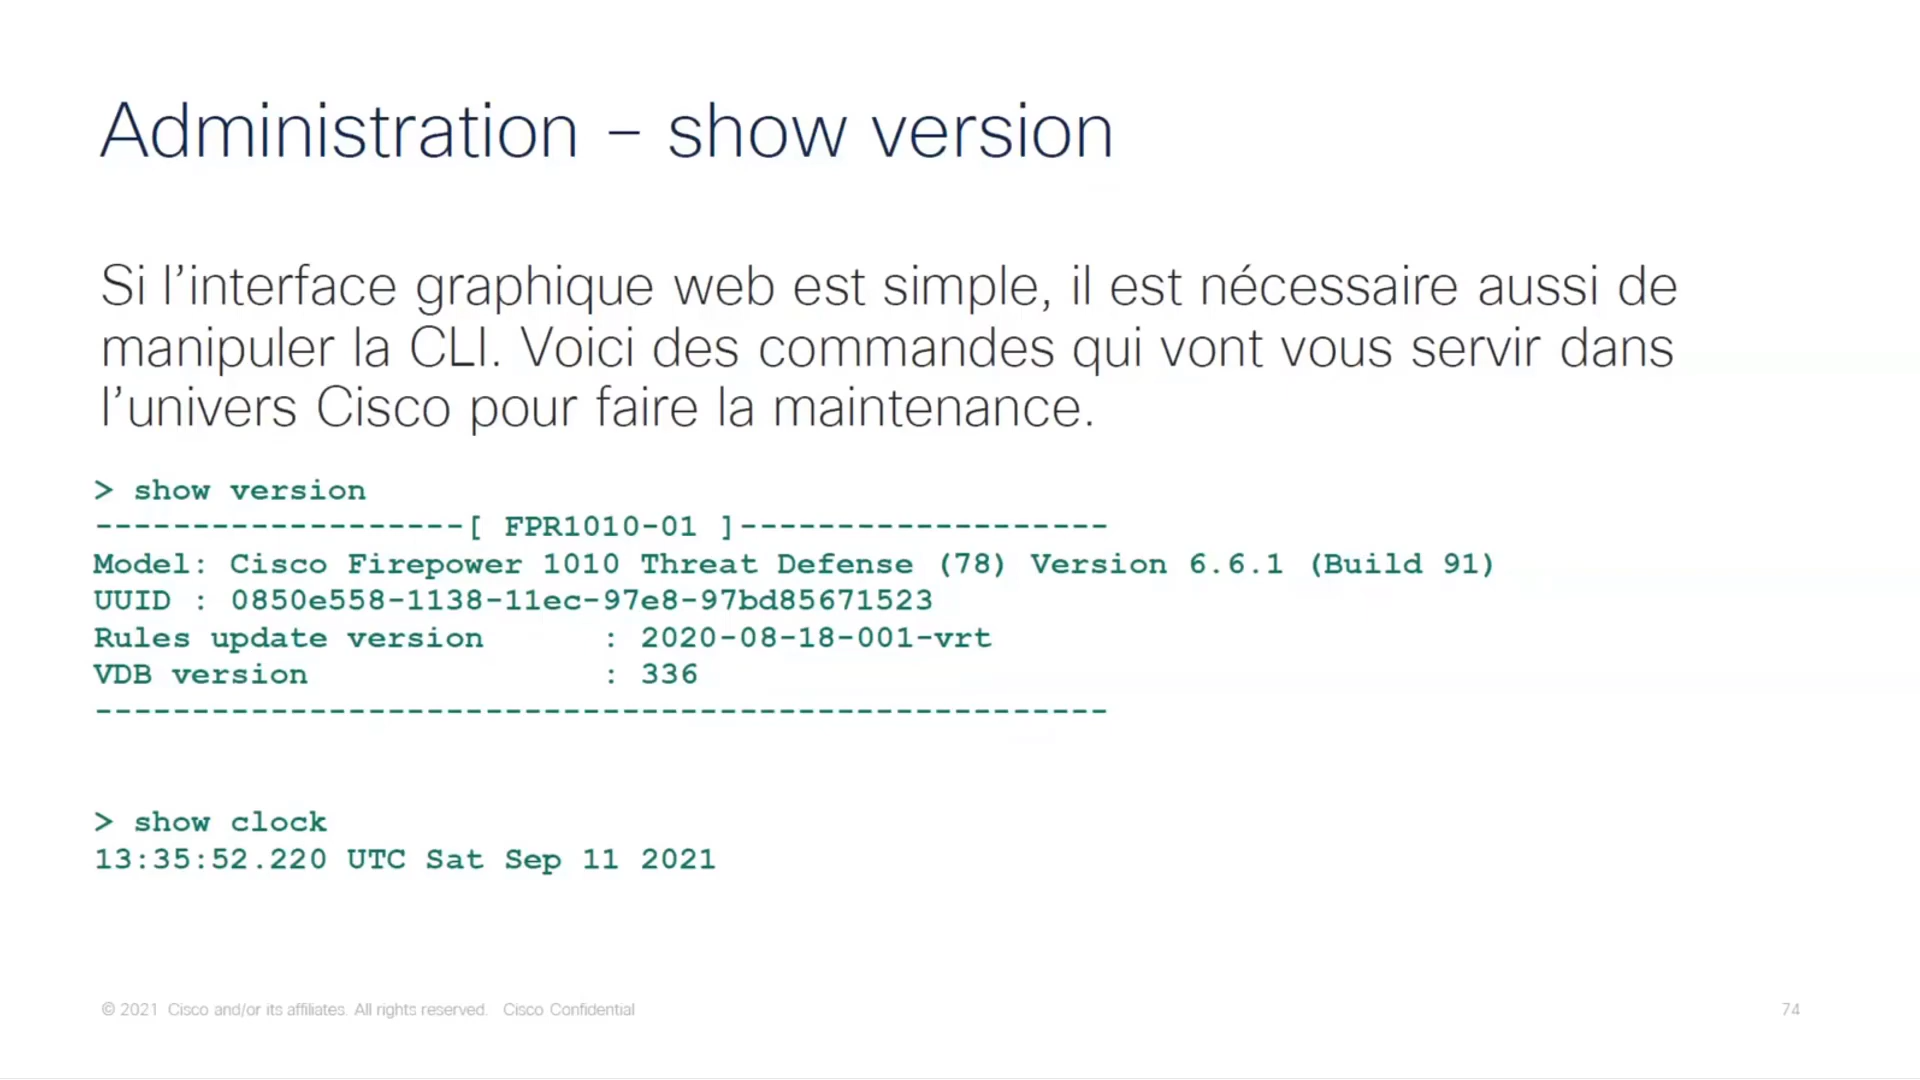 Administration – show version
Si l’interface graphique web est simple, il est nécessaire aussi de
manipuler la CLI. Voici des commandes qui vont vous servir dans
l’univers Cisco pour faire la maintenance.
> show version
-------------------[ FPR1010-01 ]-------------------
Model: Cisco Firepower 1010 Threat Defense (78) Version 6.6.1 (Build 91)
UUID : 0850e558-1138-11ec-97e8-97bd85671523
Rules update version      : 2020-08-18-001-vrt
VDB version               : 336
----------------------------------------------------
> show clock
13:35:52.220 UTC Sat Sep 11 2021
© 2021 Cisco and/or its affiliates. All rights reserved. Cisco Confidential
74